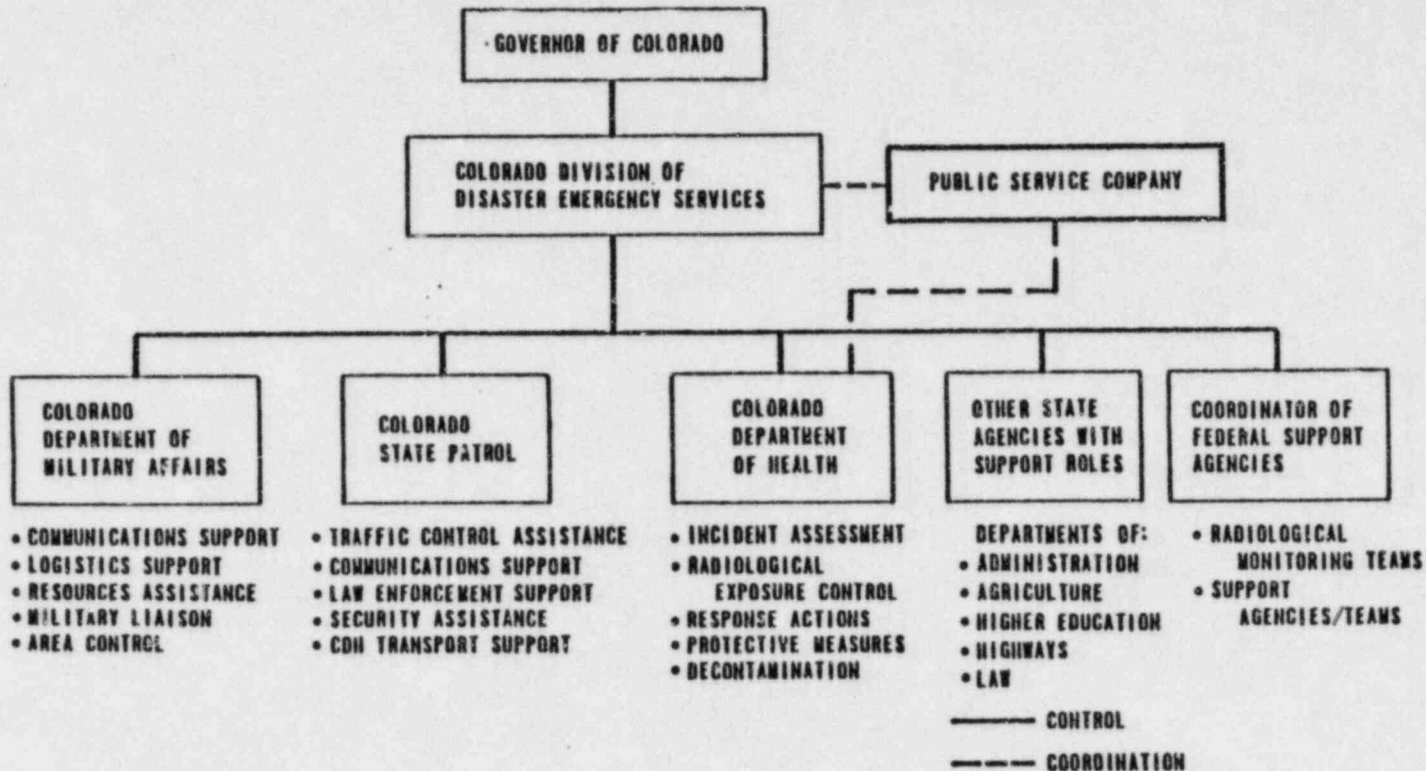 GOVERNOR OF COLORADO
COLORADO DIVISION OF
DISASTER EMERGENCY SERVICES
PUBLIC SERVICE COMPANY
COLORADO
DEPARTMENT OF
MILITARY AFFAIRS
• COMMUNICATIONS SUPPORT
• LOGISTICS SUPPORT
• RESOURCES ASSISTANCE
• MILITARY LIAISON
• AREA CONTROL
COLORADO
STATE PATROL
• TRAFFIC CONTROL ASSISTANCE
• COMMUNICATIONS SUPPORT
• LAW ENFORCEMENT SUPPORT
• SECURITY ASSISTANCE
• CDH TRANSPORT SUPPORT
COLORADO
DEPARTMENT
OF HEALTH
• INCIDENT ASSESSMENT
• RADIOLOGICAL
EXPOSURE CONTROL
• RESPONSE ACTIONS
• PROTECTIVE MEASURES
• DECONTAMINATION
OTHER STATE
AGENCIES WITH
SUPPORT ROLES
DEPARTMENTS OF:
• ADMINISTRATION
• AGRICULTURE
• HIGHER EDUCATION
• HIGHWAYS
• LAW
COORDINATOR OF
FEDERAL SUPPORT
AGENCIES
• RADIOLOGICAL
MONITORING TEAMS
• SUPPORT
AGENCIES/TEAMS
CONTROL
COORDINATION